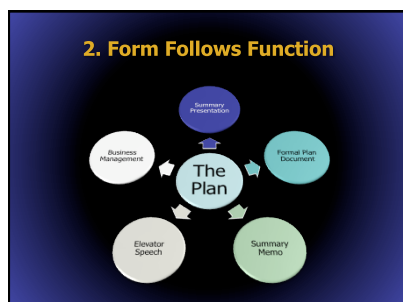 2. Form Follows Function
Summary
Presentation
Business
Management
Formal Plan
Document
The
Plan
Elevator
Speech
Summary
Memo